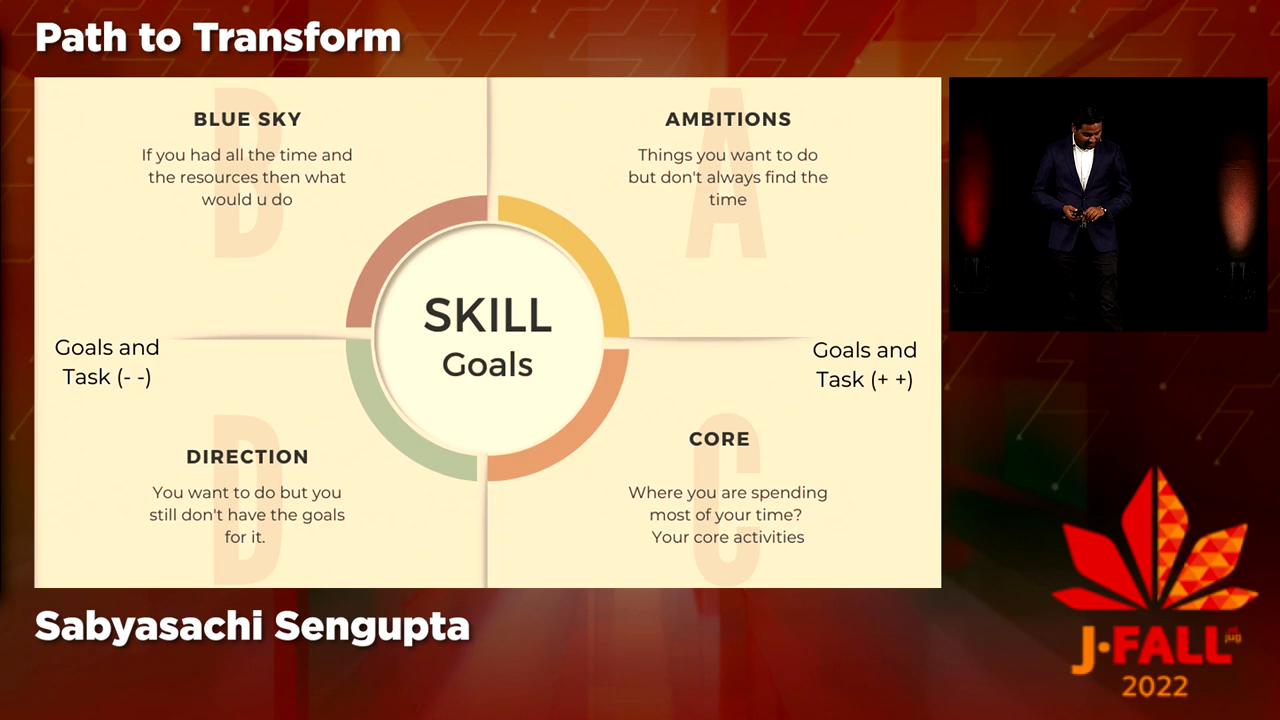 Path to Transform
B
BLUE SKY
If you had all the time and
the resources then what
would u do
A
AMBITIONS
Things you want to do
but don't always find the
time
SKILL
Goals
Goals and
Task (- -)
Goals and
Task (+ +)
D
DIRECTION
You want to do but you
still don't have the goals
for it.
C
CORE
Where you are spending
most of your time?
Your core activities
Sabyasachi Sengupta
J·FALL
jug
2022